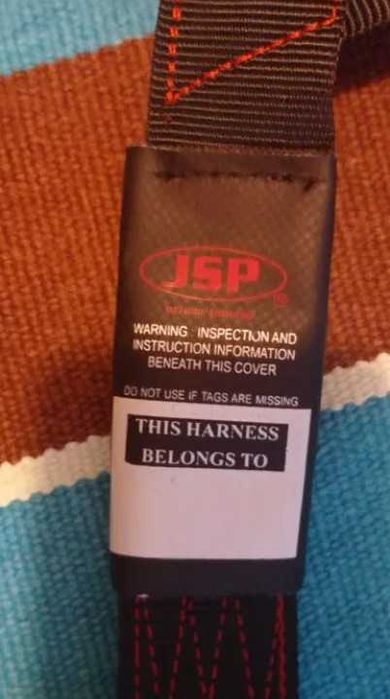 JSP
®
WARNING : INSPECTION AND
INSTRUCTION INFORMATION
BENEATH THIS COVER
DO NOT USE IF TAGS ARE MISSING
THIS HARNESS
BELONGS TO